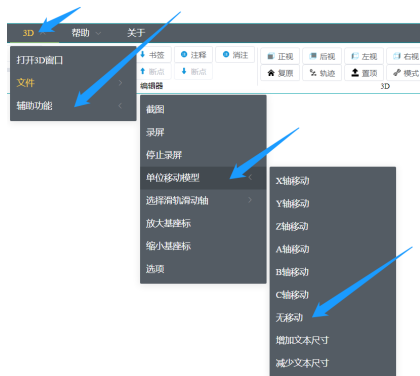 3D 帮助 关于
书签 注释 消注 正视 后视 左视 右视
断点 断点 复原 轨迹 置顶 模式
编辑器 3D
打开3D窗口
文件
辅助功能
截图
录屏
停止录屏
单位移动模型
选择滑轨滑动轴
放大基座标
缩小基座标
选项
X轴移动
Y轴移动
Z轴移动
A轴移动
B轴移动
C轴移动
无移动
增加文本尺寸
减少文本尺寸